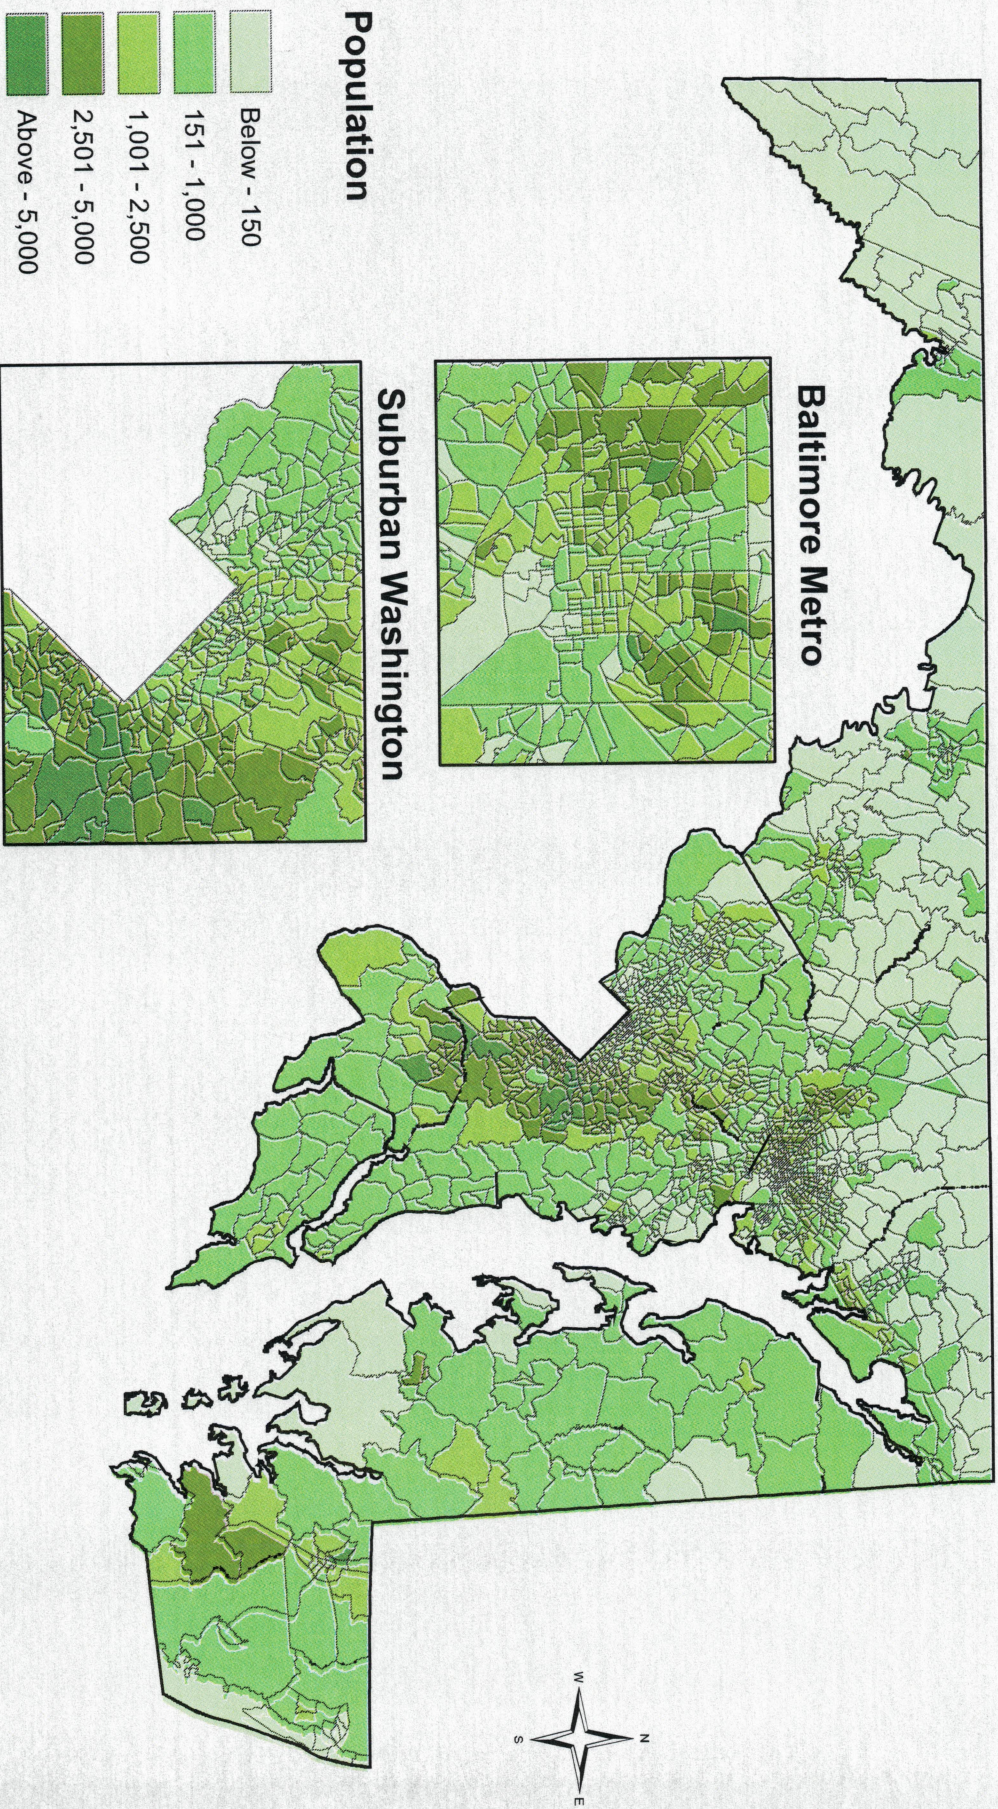 Baltimore Metro
Suburban Washington
Population
Below - 150
151 - 1,000
1,001 - 2,500
2,501 - 5,000
Above - 5,000
N
W
E
S